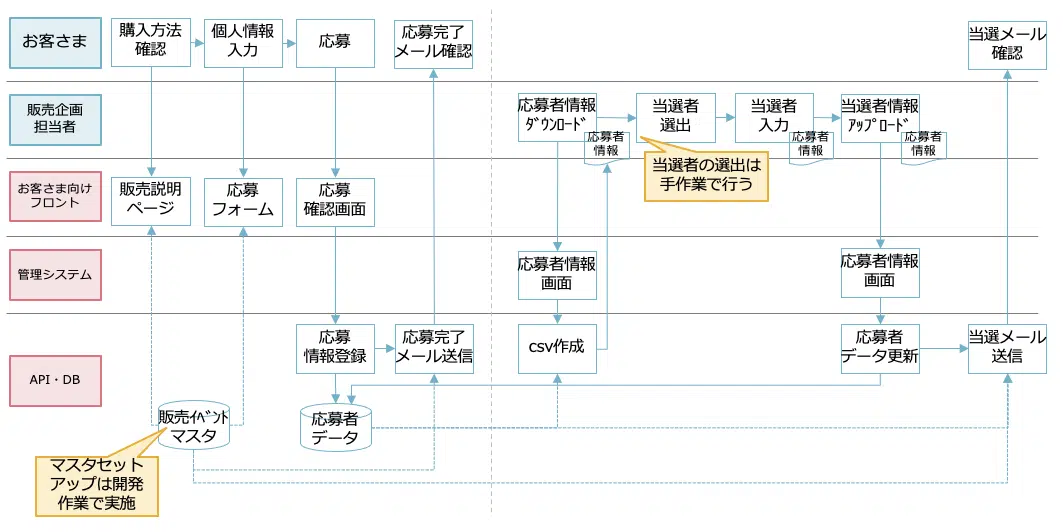 お客さま
購入方法
確認
個人情報
入力
応募
応募完了
メール確認
当選メール
確認
販売企画
担当者
応募者情報
ﾀﾞｳﾝﾛｰﾄﾞ
応募者
情報
当選者
選出
当選者
入力
応募者
情報
当選者情報
ｱｯﾌﾟﾛｰﾄﾞ
応募者
情報
当選者の選出は
手作業で行う
お客さま向け
フロント
販売説明
ページ
応募
フォーム
応募
確認画面
管理システム
応募者情報
画面
応募者情報
画面
API・DB
応募
情報登録
応募完了
メール送信
csv作成
応募者
データ更新
当選メール
送信
販売ｲﾍﾞﾝﾄ
マスタ
応募者
データ
マスタセット
アップは開発
作業で実施